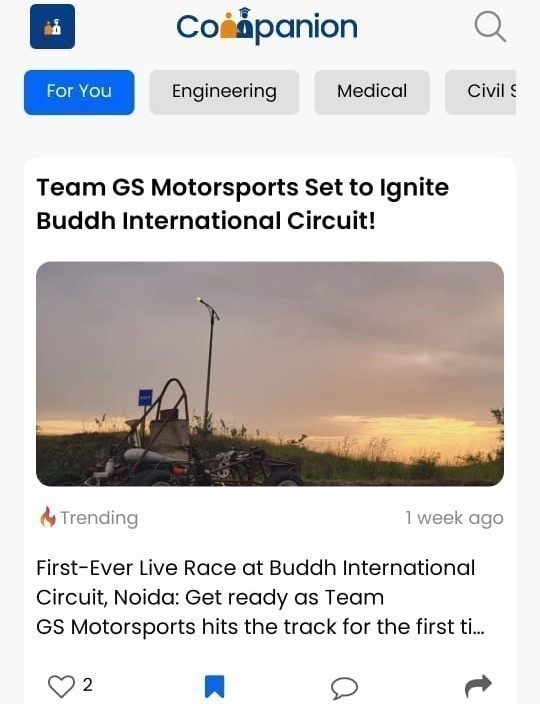 Companion
For You
Engineering
Medical
Civil S
Team GS Motorsports Set to Ignite
Buddh International Circuit!
Trending
1 week ago
First-Ever Live Race at Buddh International
Circuit, Noida: Get ready as Team
GS Motorsports hits the track for the first ti...
2